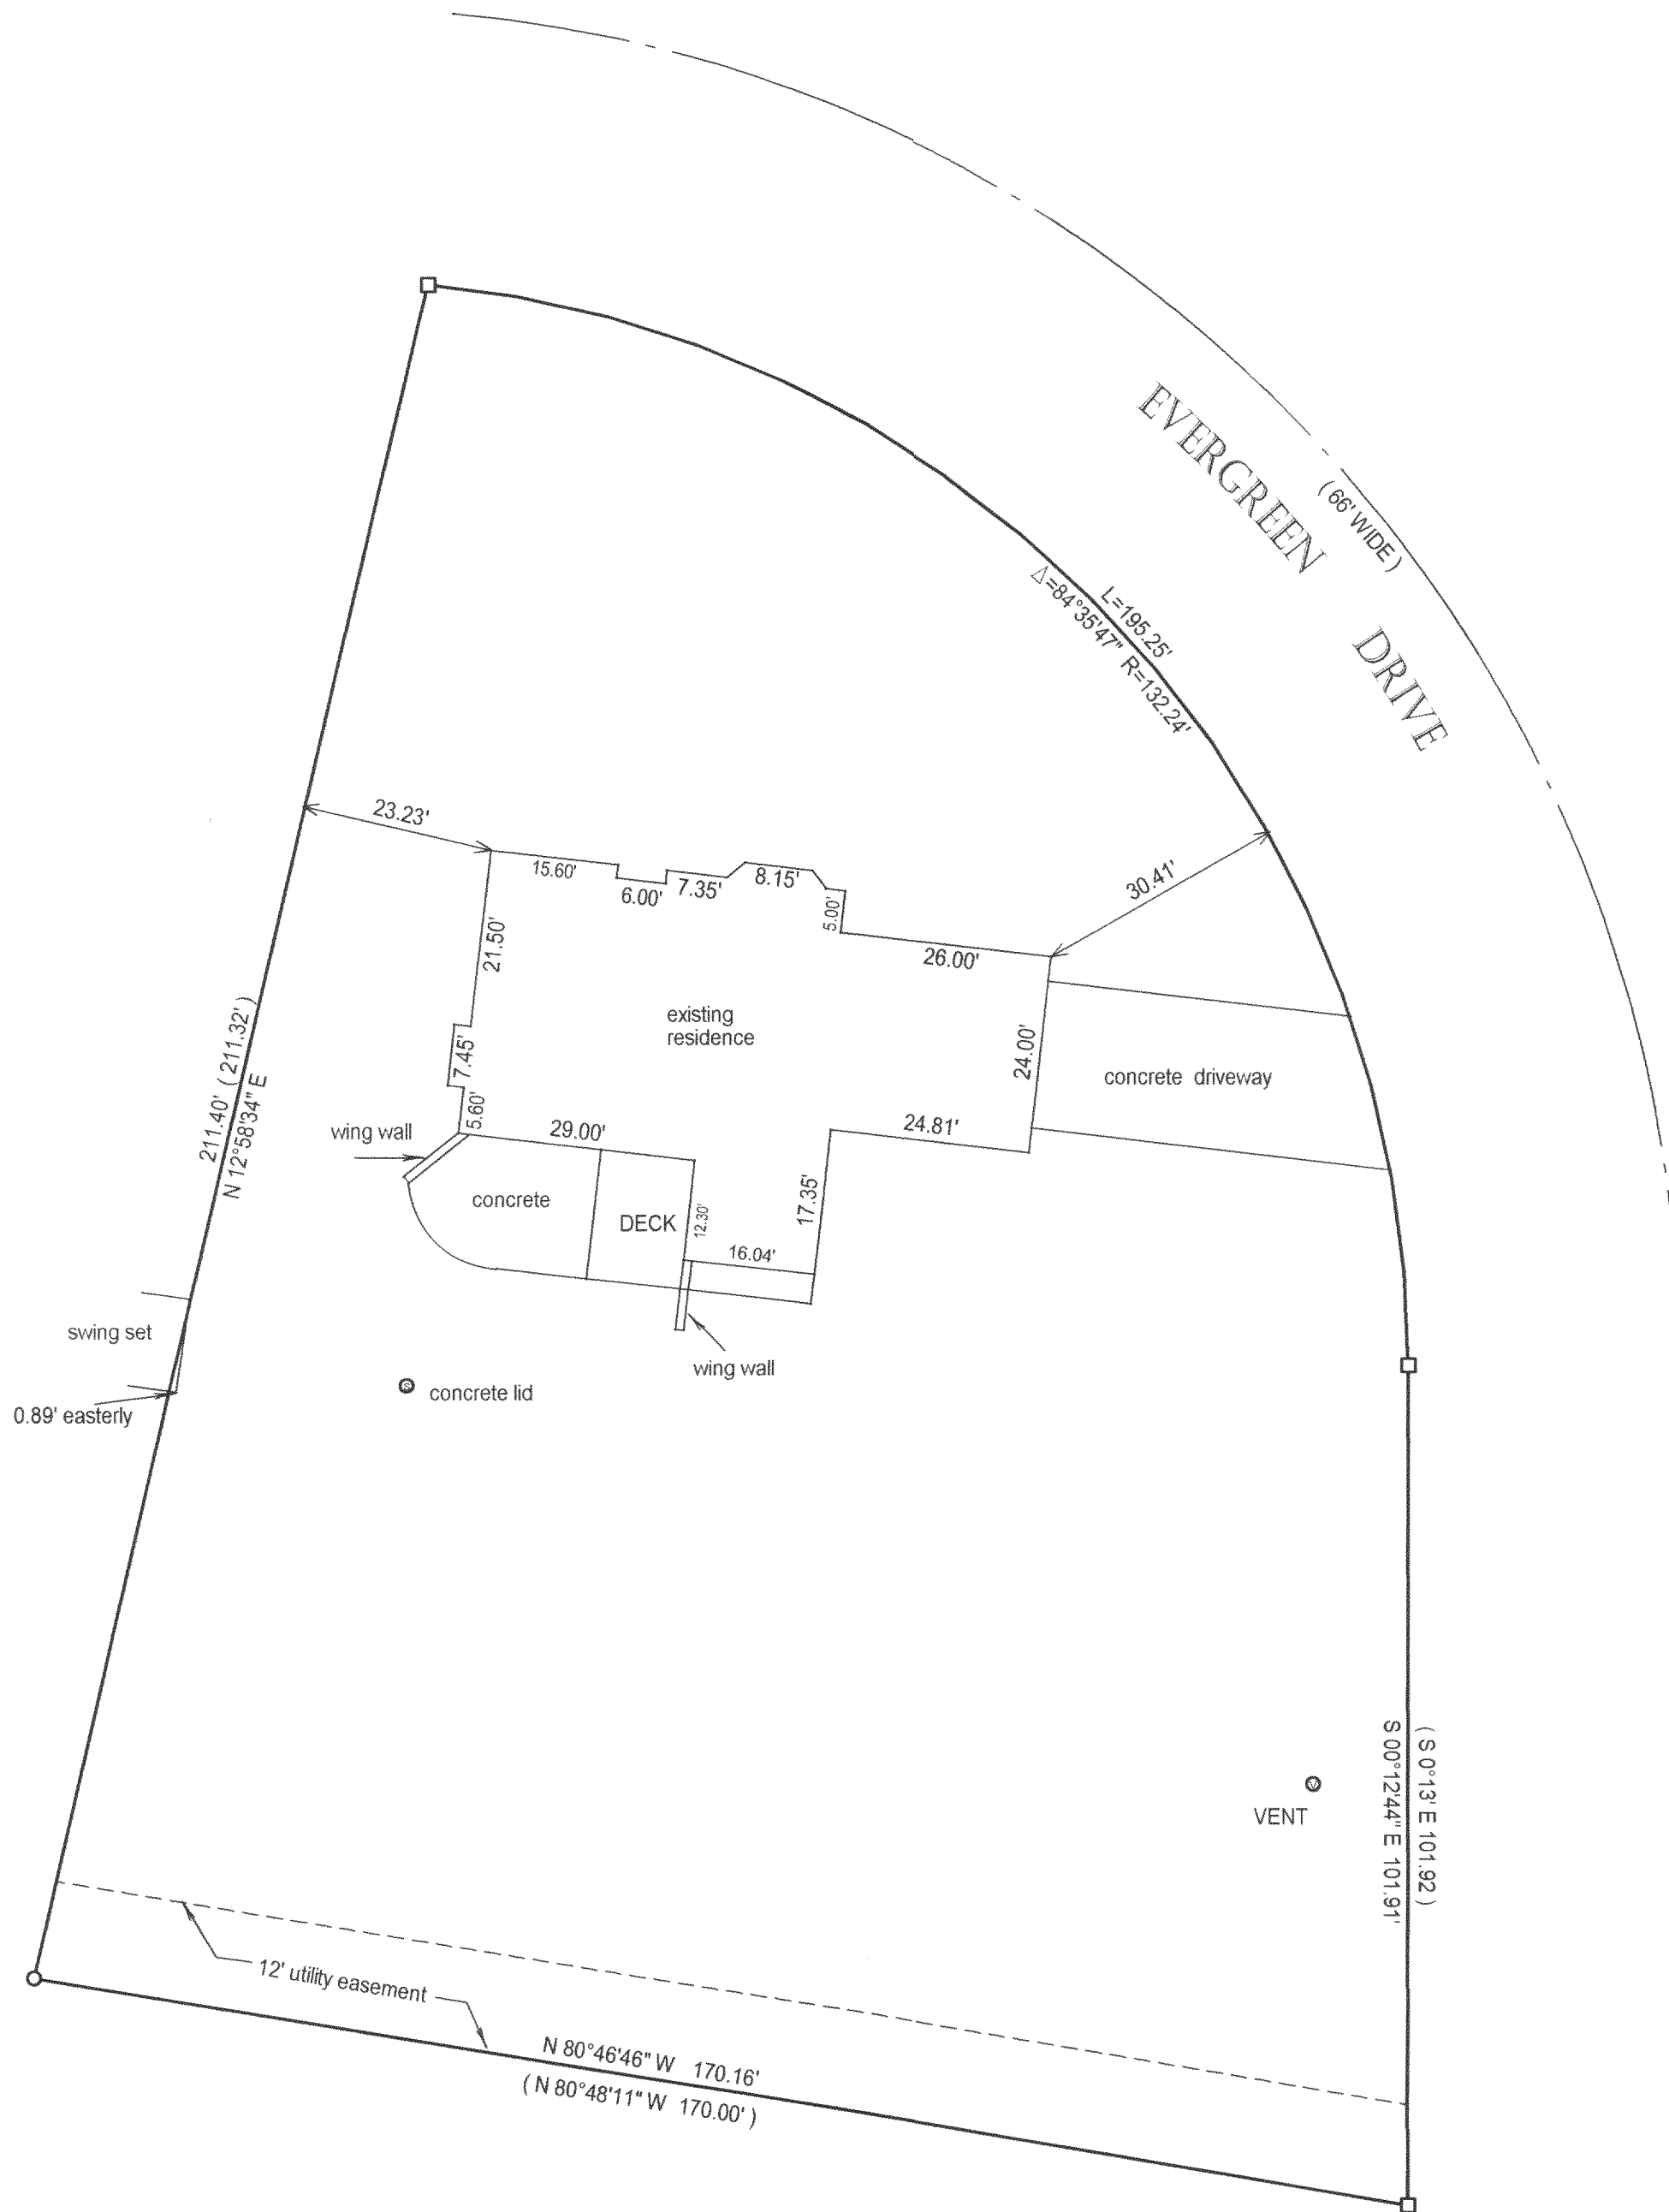 EVERGREEN DRIVE
( 66' WIDE )
L=195.25'
Δ=84°35'47" R=132.24'
23.23'
15.60'
6.00'
7.35'
8.15'
5.00'
30.41'
26.00'
21.50'
existing
residence
24.00'
concrete driveway
7.45'
5.60'
211.40' ( 211.32' )
N 12°58'34" E
wing wall
29.00'
24.81'
concrete
DECK
12.30'
17.35'
16.04'
swing set
wing wall
0.89' easterly
S
concrete lid
V
VENT
( S 0°13' E 101.92 )
S 00°12'44" E 101.91'
12' utility easement
N 80°46'46" W 170.16'
( N 80°48'11" W 170.00' )